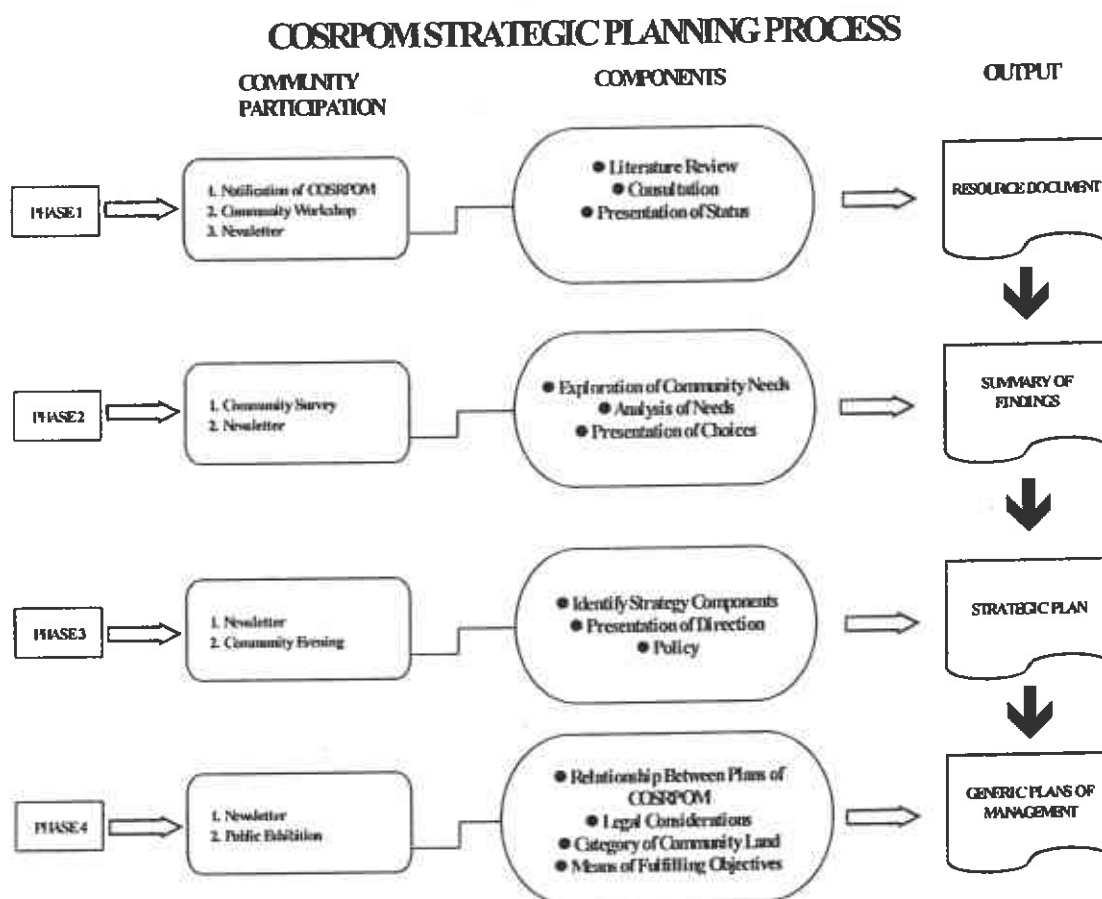 COSRPOM STRATEGIC PLANNING PROCESS
COMMUNITY
PARTICIPATION
COMPONENTS
OUTPUT
PHASE 1
1. Notification of COSRPOM
2. Community Workshop
3. Newsletter
● Literature Review
● Consultation
● Presentation of Status
RESOURCE DOCUMENT
PHASE 2
1. Community Survey
2. Newsletter
● Exploration of Community Needs
● Analysis of Needs
● Presentation of Choices
SUMMARY OF
FINDINGS
PHASE 3
1. Newsletter
2. Community Evening
● Identify Strategy Components
● Presentation of Direction
● Policy
STRATEGIC PLAN
PHASE 4
1. Newsletter
2. Public Exhibition
● Relationship Between Plans of
COSRPOM
● Legal Considerations
● Category of Community Land
● Means of Fulfilling Objectives
GENERIC PLANS OF
MANAGEMENT